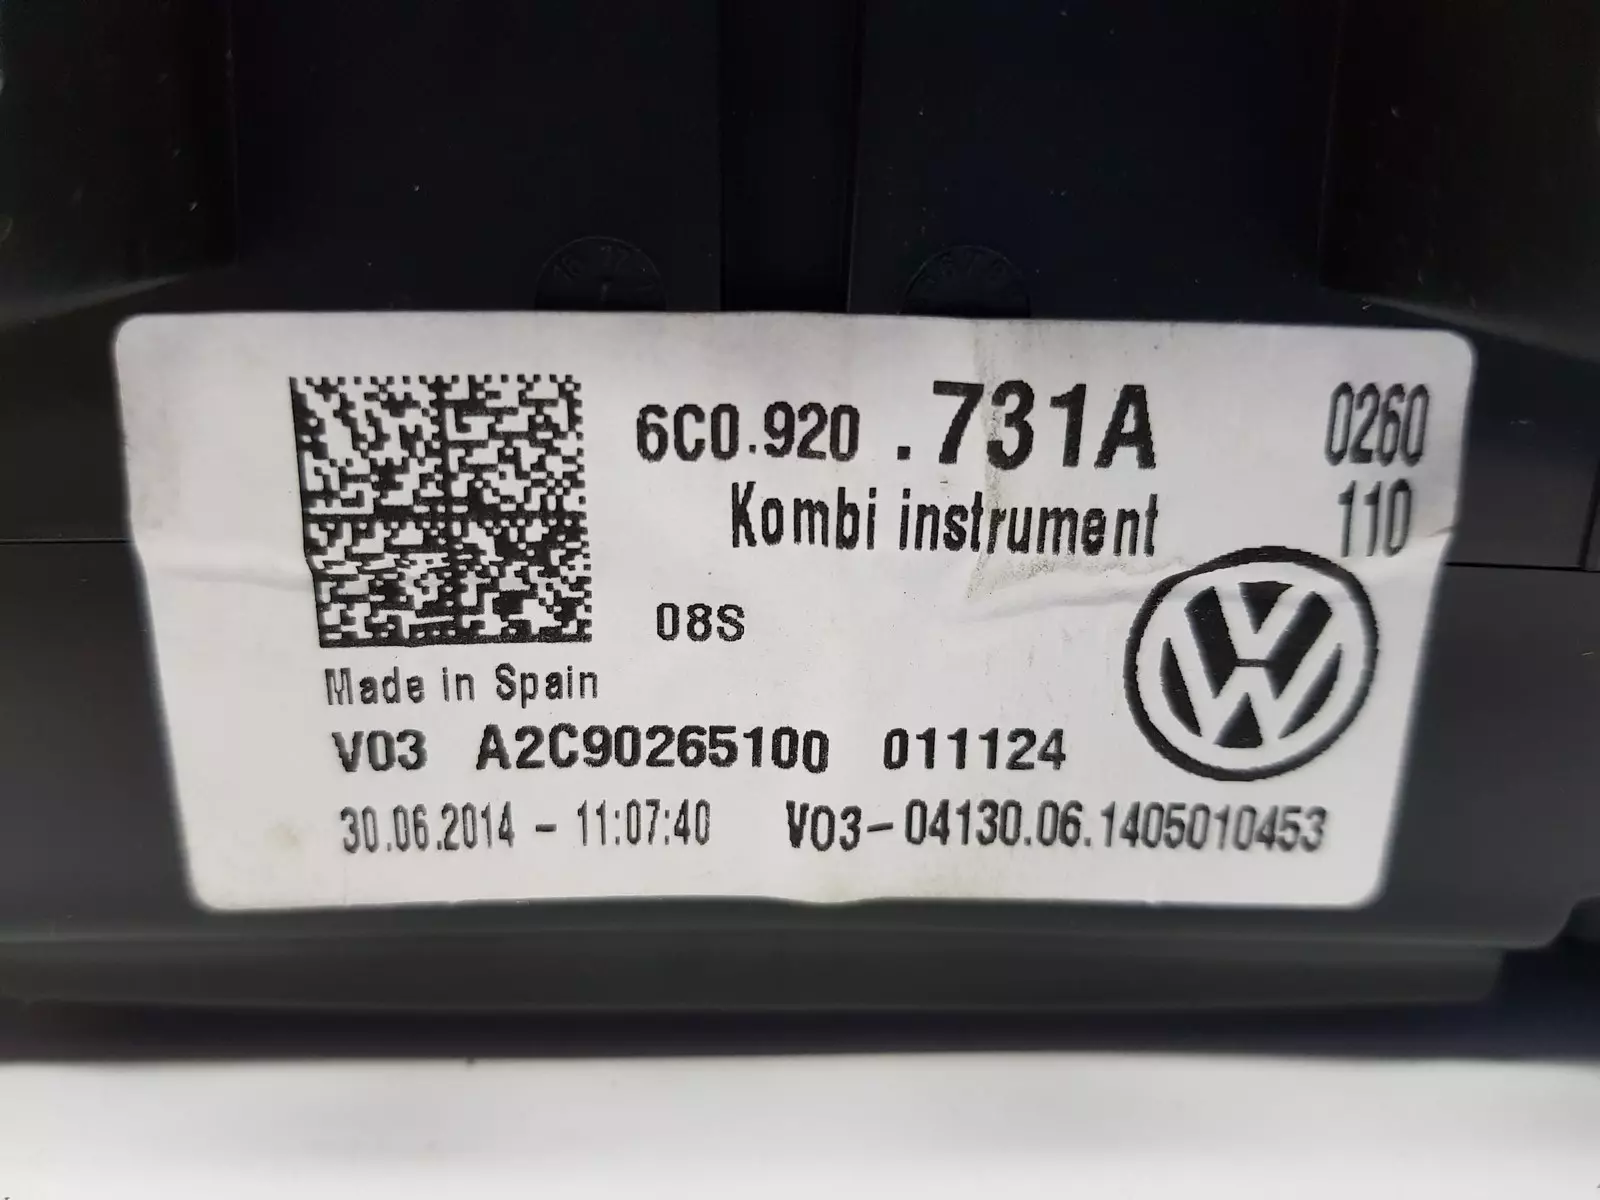 6C0.920 .731A 0260
Kombi instrument 110
08S
Made in Spain
V03 A2C90265100 011124
30.06.2014 - 11:07:40 V03-04130.06.1405010453